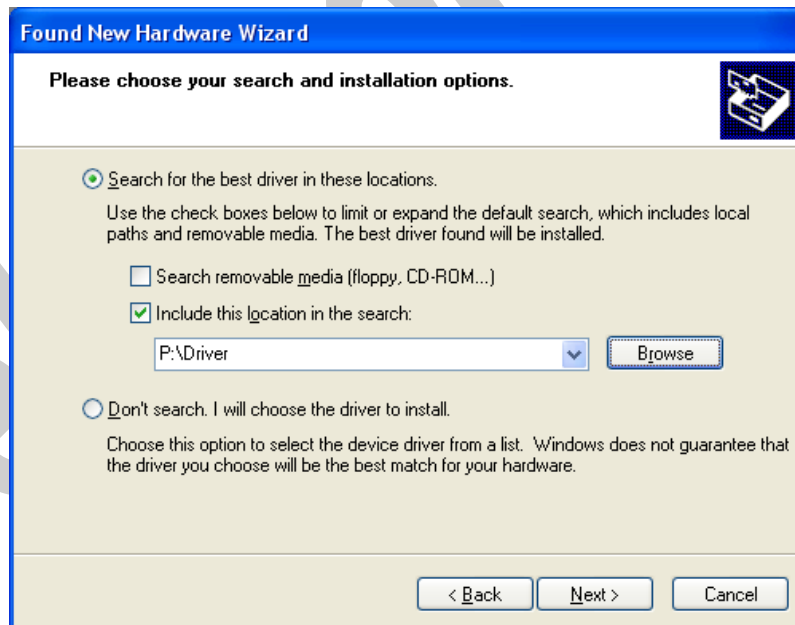 Found New Hardware Wizard
Please choose your search and installation options.
Search for the best driver in these locations.
Use the check boxes below to limit or expand the default search, which includes local
paths and removable media. The best driver found will be installed.
Search removable media (floppy, CD-ROM...)
Include this location in the search:
P:\Driver
Browse
Don't search. I will choose the driver to install.
Choose this option to select the device driver from a list. Windows does not guarantee that
the driver you choose will be the best match for your hardware.
< Back
Next >
Cancel